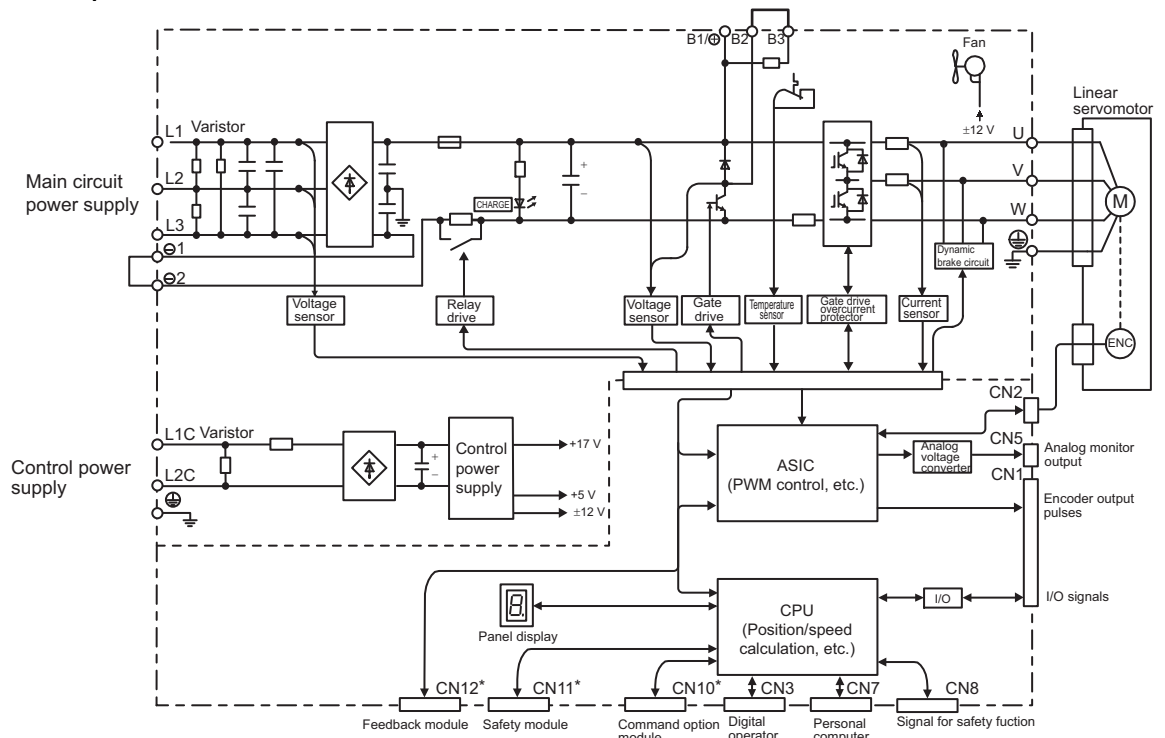 B1/⊕ B2 B3
Fan
±12 V
Linear
servomotor
L1 Varistor
U
L2
V
Main circuit
power supply
CHARGE
+
−
M
L3
W
⊖1
⊖2
Dynamic
brake circuit
Voltage
sensor
Relay
drive
Voltage
sensor
Gate
drive
Temperature
sensor
Gate drive
overcurrent
protector
Current
sensor
ENC
CN2
L1C Varistor
+17 V
Control power
supply
+
−
Control
power
supply
ASIC
(PWM control, etc.)
Analog
voltage
converter
CN5
Analog monitor
output
CN1
L2C
+5 V
±12 V
Encoder output
pulses
8.
Panel display
CPU
(Position/speed
calculation, etc.)
I/O
I/O signals
CN12* CN11* CN10* CN3 CN7 CN8
Feedback module
Safety module
Command option
module
Digital
operator
Personal
computer
Signal for safety fuction